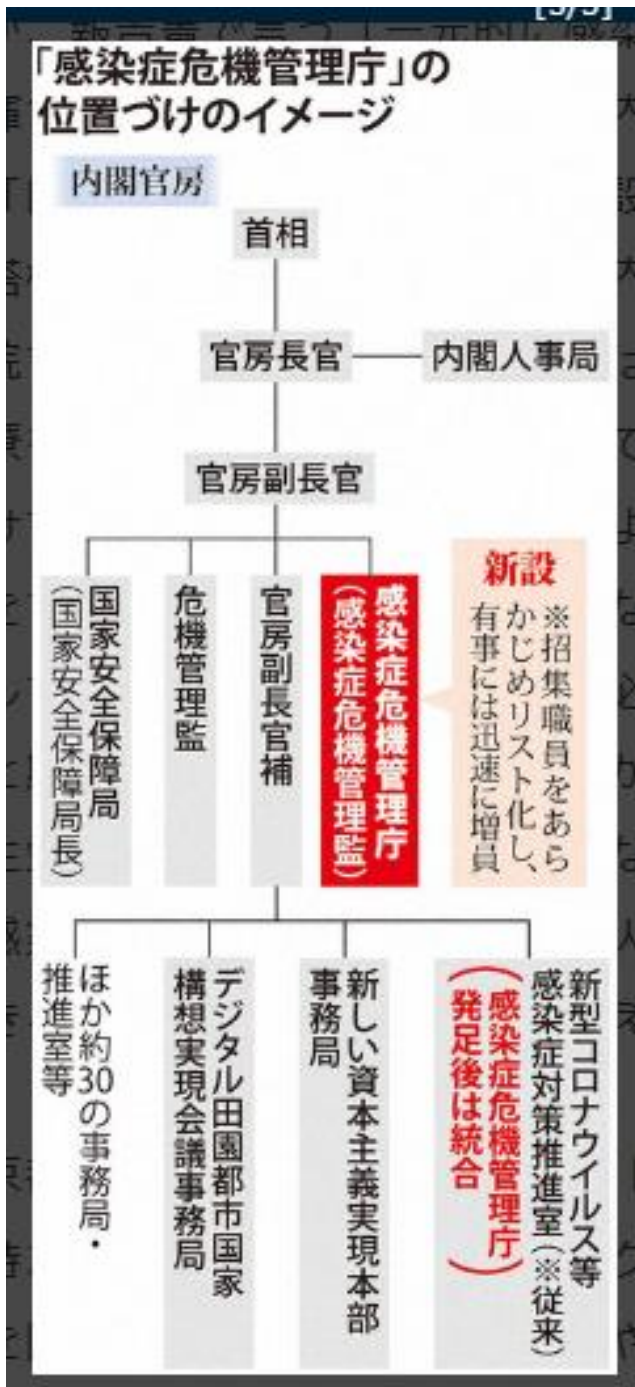 [3/3]
「感染症危機管理庁」の
位置づけのイメージ
内閣官房
首相
官房長官
内閣人事局
官房副長官
新設
※招集職員をあら
かじめリスト化し、
有事には迅速に増員
感染症危機管理庁
(感染症危機管理監)
官房副長官補
危機管理監
国家安全保障局
(国家安全保障局長)
新型コロナウイルス等
感染症対策推進室(※従来)
(感染症危機管理庁
発足後は統合)
新しい資本主義実現本部
事務局
デジタル田園都市国家
構想実現会議事務局
ほか約30の事務局・
推進室等